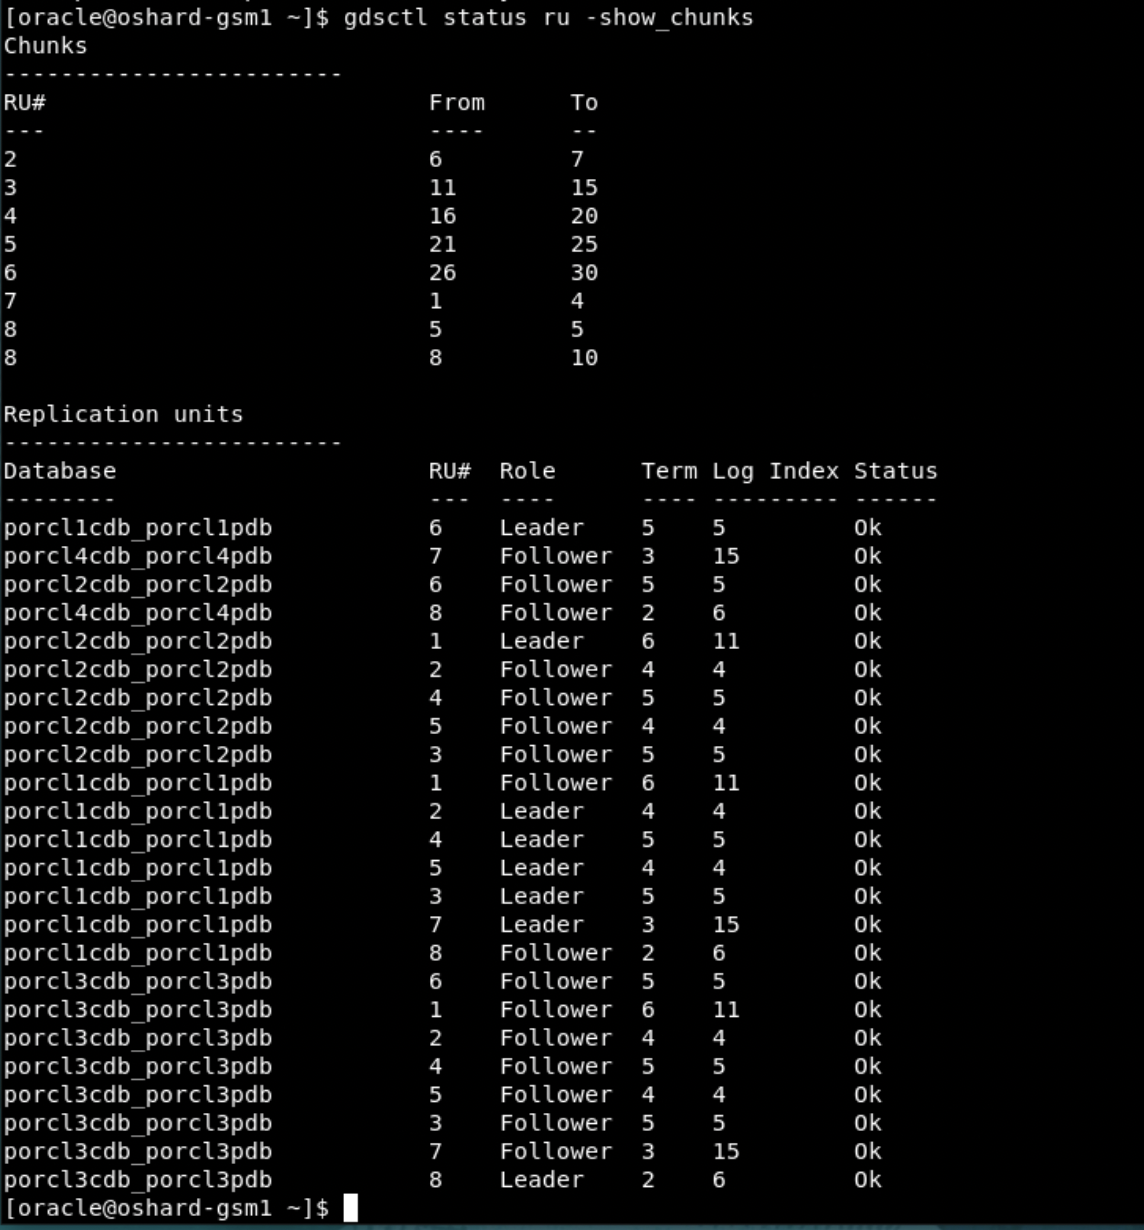 [oracle@oshard-gsm1 ~]$ gdsctl status ru -show_chunks
Chunks
------------------------
RU#                           From      To
---                           ----      --
2                             6         7
3                             11        15
4                             16        20
5                             21        25
6                             26        30
7                             1         4
8                             5         5
8                             8         10

Replication units
------------------------
Database                      RU#  Role      Term Log Index Status
--------                      ---  ----      ---- --------- ------
porcl1cdb_porcl1pdb           6    Leader    5    5         Ok
porcl4cdb_porcl4pdb           7    Follower  3    15        Ok
porcl2cdb_porcl2pdb           6    Follower  5    5         Ok
porcl4cdb_porcl4pdb           8    Follower  2    6         Ok
porcl2cdb_porcl2pdb           1    Leader    6    11        Ok
porcl2cdb_porcl2pdb           2    Follower  4    4         Ok
porcl2cdb_porcl2pdb           4    Follower  5    5         Ok
porcl2cdb_porcl2pdb           5    Follower  4    4         Ok
porcl2cdb_porcl2pdb           3    Follower  5    5         Ok
porcl1cdb_porcl1pdb           1    Follower  6    11        Ok
porcl1cdb_porcl1pdb           2    Leader    4    4         Ok
porcl1cdb_porcl1pdb           4    Leader    5    5         Ok
porcl1cdb_porcl1pdb           5    Leader    4    4         Ok
porcl1cdb_porcl1pdb           3    Leader    5    5         Ok
porcl1cdb_porcl1pdb           7    Leader    3    15        Ok
porcl1cdb_porcl1pdb           8    Follower  2    6         Ok
porcl3cdb_porcl3pdb           6    Follower  5    5         Ok
porcl3cdb_porcl3pdb           1    Follower  6    11        Ok
porcl3cdb_porcl3pdb           2    Follower  4    4         Ok
porcl3cdb_porcl3pdb           4    Follower  5    5         Ok
porcl3cdb_porcl3pdb           5    Follower  4    4         Ok
porcl3cdb_porcl3pdb           3    Follower  5    5         Ok
porcl3cdb_porcl3pdb           7    Follower  3    15        Ok
porcl3cdb_porcl3pdb           8    Leader    2    6         Ok
[oracle@oshard-gsm1 ~]$